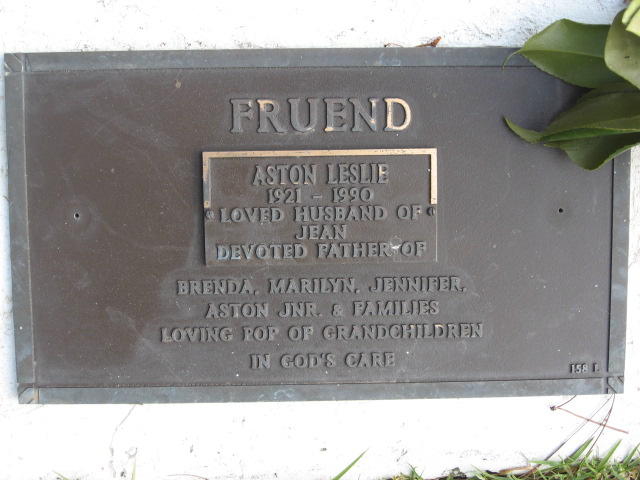 FRUEND
ASTON LESLIE
1921 - 1990
LOVED HUSBAND OF
JEAN
DEVOTED FATHER OF
BRENDA, MARILYN, JENNIFER,
ASTON JNR. & FAMILIES
LOVING POP OF GRANDCHILDREN
IN GOD'S CARE
158 L